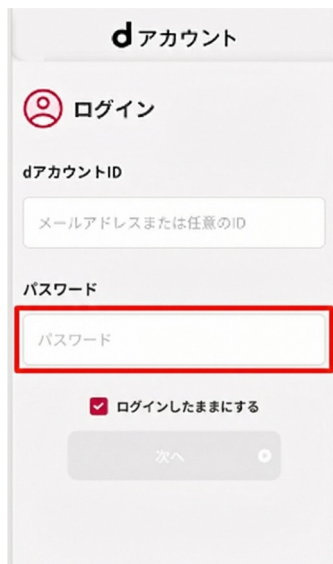 dアカウント
ログイン
dアカウントID
メールアドレスまたは任意のID
パスワード
パスワード
ログインしたままにする
次へ